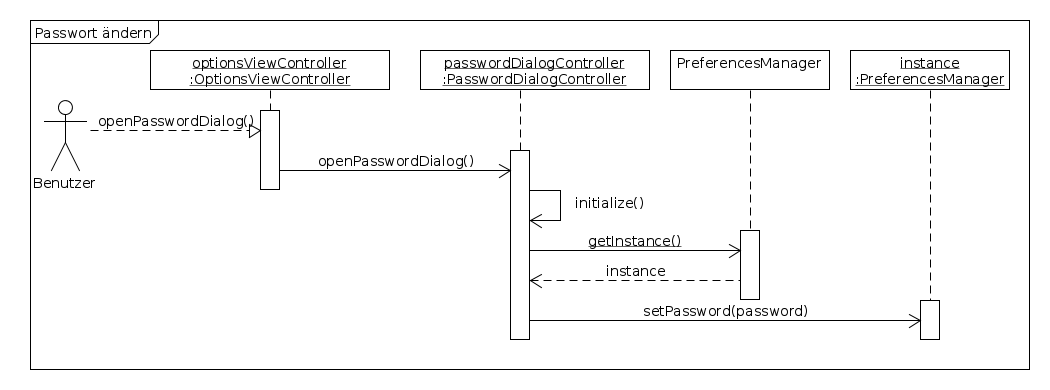 Passwort ändern
optionsViewController
:OptionsViewController
passwordDialogController
:PasswordDialogController
PreferencesManager
instance
:PreferencesManager
openPasswordDialog()
Benutzer
openPasswordDialog()
initialize()
getInstance()
instance
setPassword(password)